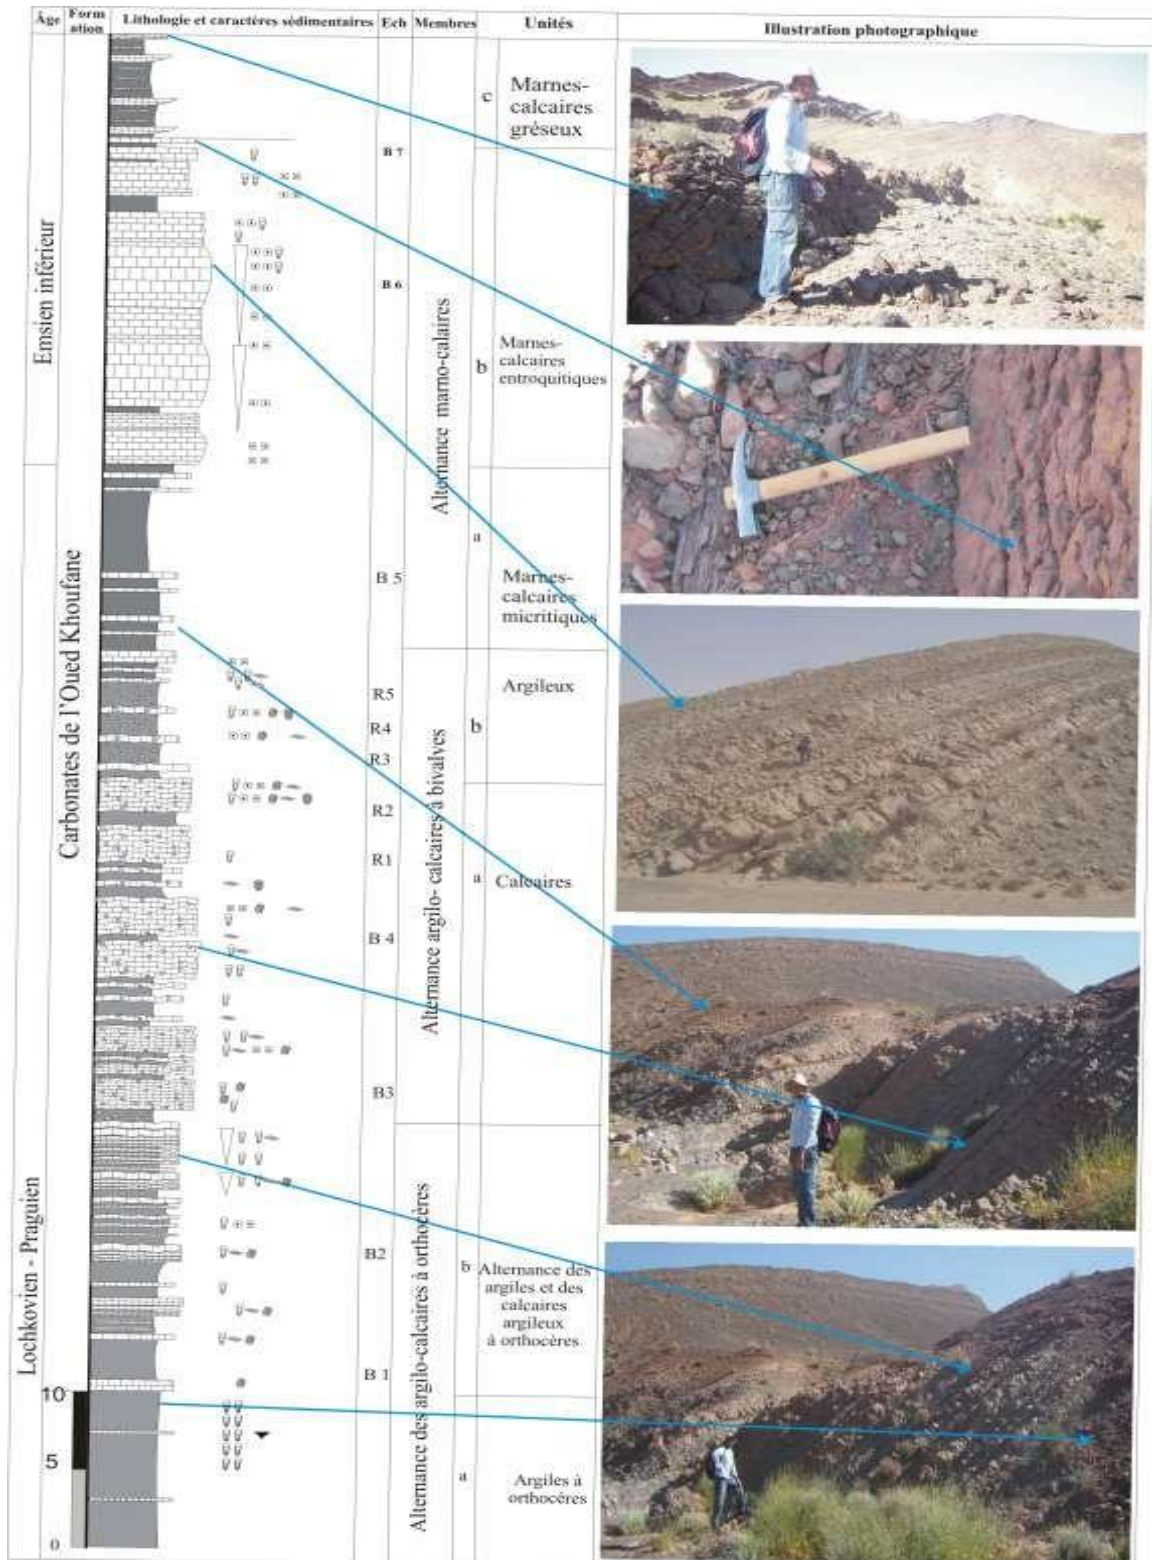 Âge
Form
ation
Lithologie et caractères sédimentaires
Ech
Membres
Unités
Illustration photographique
Emsien inférieur
Lochkovien - Praguien
Carbonates de l'Oued Khoufane
10
5
0
B 7
B 6
B 5
R5
R4
R3
R2
R1
B 4
B3
B2
B 1
Alternance marno-calaires
Alternance argilo- calcaires à bivalves
Alternance des argilo-calcaires à orthocères
c
Marnes-
calcaires
gréseux
b
Marnes-
calcaires
entroquitiques
a
Marnes-
calcaires
micritiques
b
Argileux
a
Calcaires
b
Alternance des
argiles et des
calcaires
argileux
à orthocères
a
Argiles à
orthocères